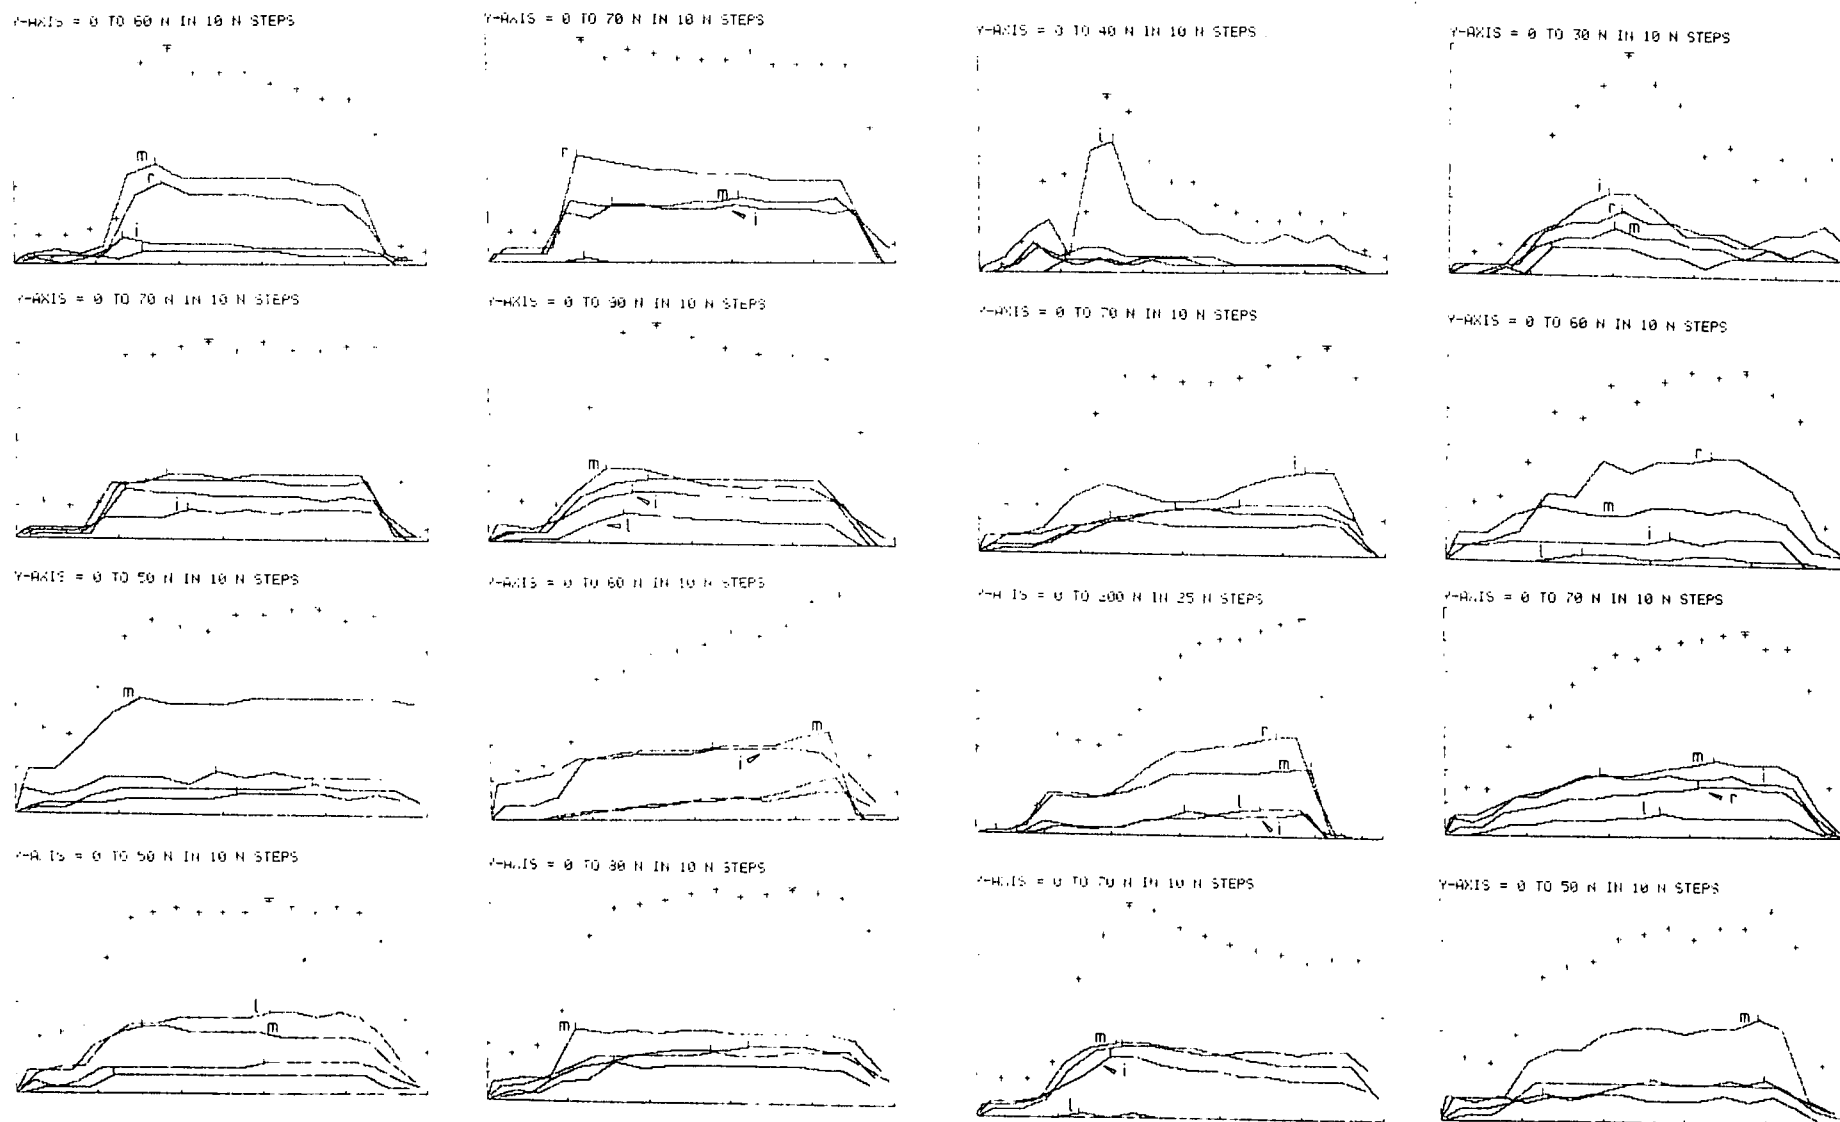 Y-AXIS = 0 TO 60 N IN 10 N STEPS
m
r
i
Y-AXIS = 0 TO 70 N IN 10 N STEPS
r
m
i
Y-AXIS = 0 TO 40 N IN 10 N STEPS
i
Y-AXIS = 0 TO 30 N IN 10 N STEPS
i
r
m
Y-AXIS = 0 TO 70 N IN 10 N STEPS
i
Y-AXIS = 0 TO 90 N IN 10 N STEPS
m
i
l
Y-AXIS = 0 TO 70 N IN 10 N STEPS
i
Y-AXIS = 0 TO 60 N IN 10 N STEPS
r
m
i
l
Y-AXIS = 0 TO 50 N IN 10 N STEPS
m
Y-AXIS = 0 TO 60 N IN 10 N STEPS
m
i
Y-AXIS = 0 TO 200 N IN 25 N STEPS
r
m
l
i
Y-AXIS = 0 TO 70 N IN 10 N STEPS
m
i
r
l
Y-AXIS = 0 TO 50 N IN 10 N STEPS
l
m
Y-AXIS = 0 TO 80 N IN 10 N STEPS
m
Y-AXIS = 0 TO 70 N IN 10 N STEPS
m
i
l
Y-AXIS = 0 TO 50 N IN 10 N STEPS
m